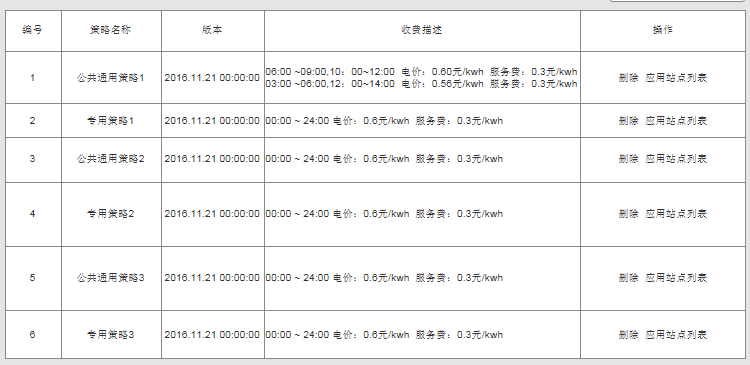 编号 策略名称 版本 收费描述 操作
1 公共通用策略1 2016.11.21 00:00:00 06:00 ~09:00,10：00~12:00 电价：0.60元/kwh 服务费：0.3元/kwh 删除 应用站点列表
03:00 ~06:00,12：00~14:00 电价：0.56元/kwh 服务费：0.3元/kwh
2 专用策略1 2016.11.21 00:00:00 00:00 ~ 24:00 电价：0.6元/kwh 服务费：0.3元/kwh 删除 应用站点列表
3 公共通用策略2 2016.11.21 00:00:00 00:00 ~ 24:00 电价：0.6元/kwh 服务费：0.3元/kwh 删除 应用站点列表
4 专用策略2 2016.11.21 00:00:00 00:00 ~ 24:00 电价：0.6元/kwh 服务费：0.3元/kwh 删除 应用站点列表
5 公共通用策略3 2016.11.21 00:00:00 00:00 ~ 24:00 电价：0.6元/kwh 服务费：0.3元/kwh 删除 应用站点列表
6 专用策略3 2016.11.21 00:00:00 00:00 ~ 24:00 电价：0.6元/kwh 服务费：0.3元/kwh 删除 应用站点列表